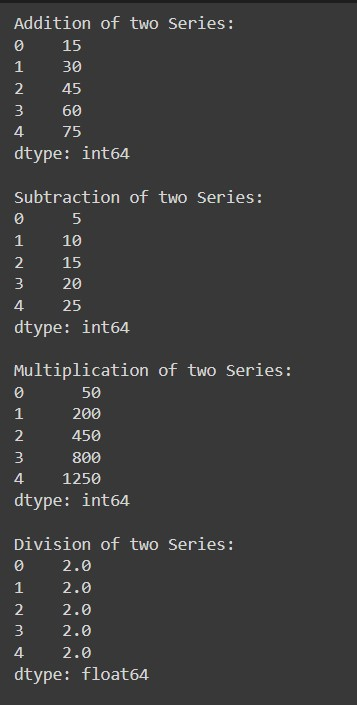 Addition of two Series:
0    15
1    30
2    45
3    60
4    75
dtype: int64

Subtraction of two Series:
0     5
1    10
2    15
3    20
4    25
dtype: int64

Multiplication of two Series:
0      50
1     200
2     450
3     800
4    1250
dtype: int64

Division of two Series:
0    2.0
1    2.0
2    2.0
3    2.0
4    2.0
dtype: float64